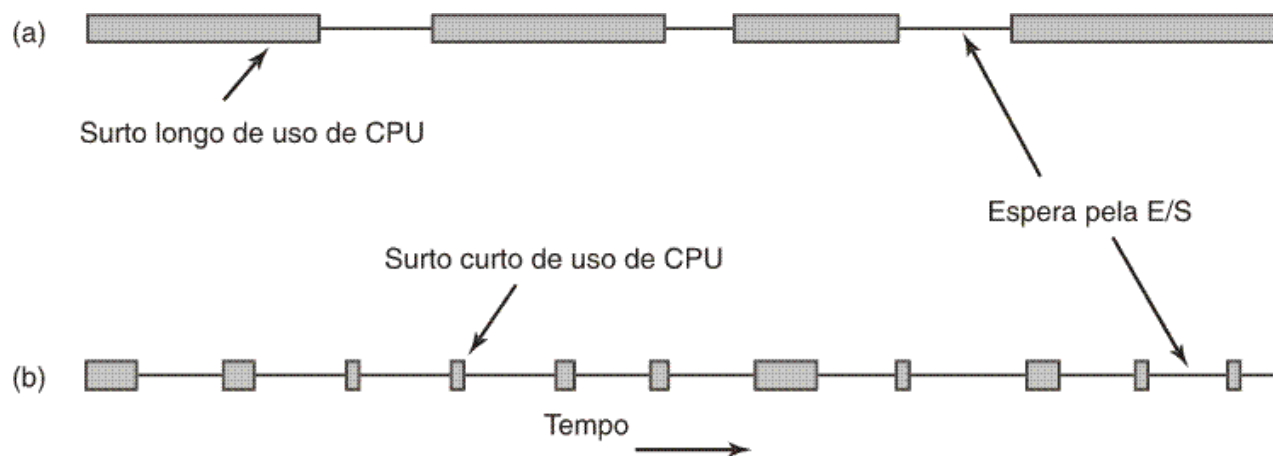 (a)
Surto longo de uso de CPU
Espera pela E/S
Surto curto de uso de CPU
(b)
Tempo